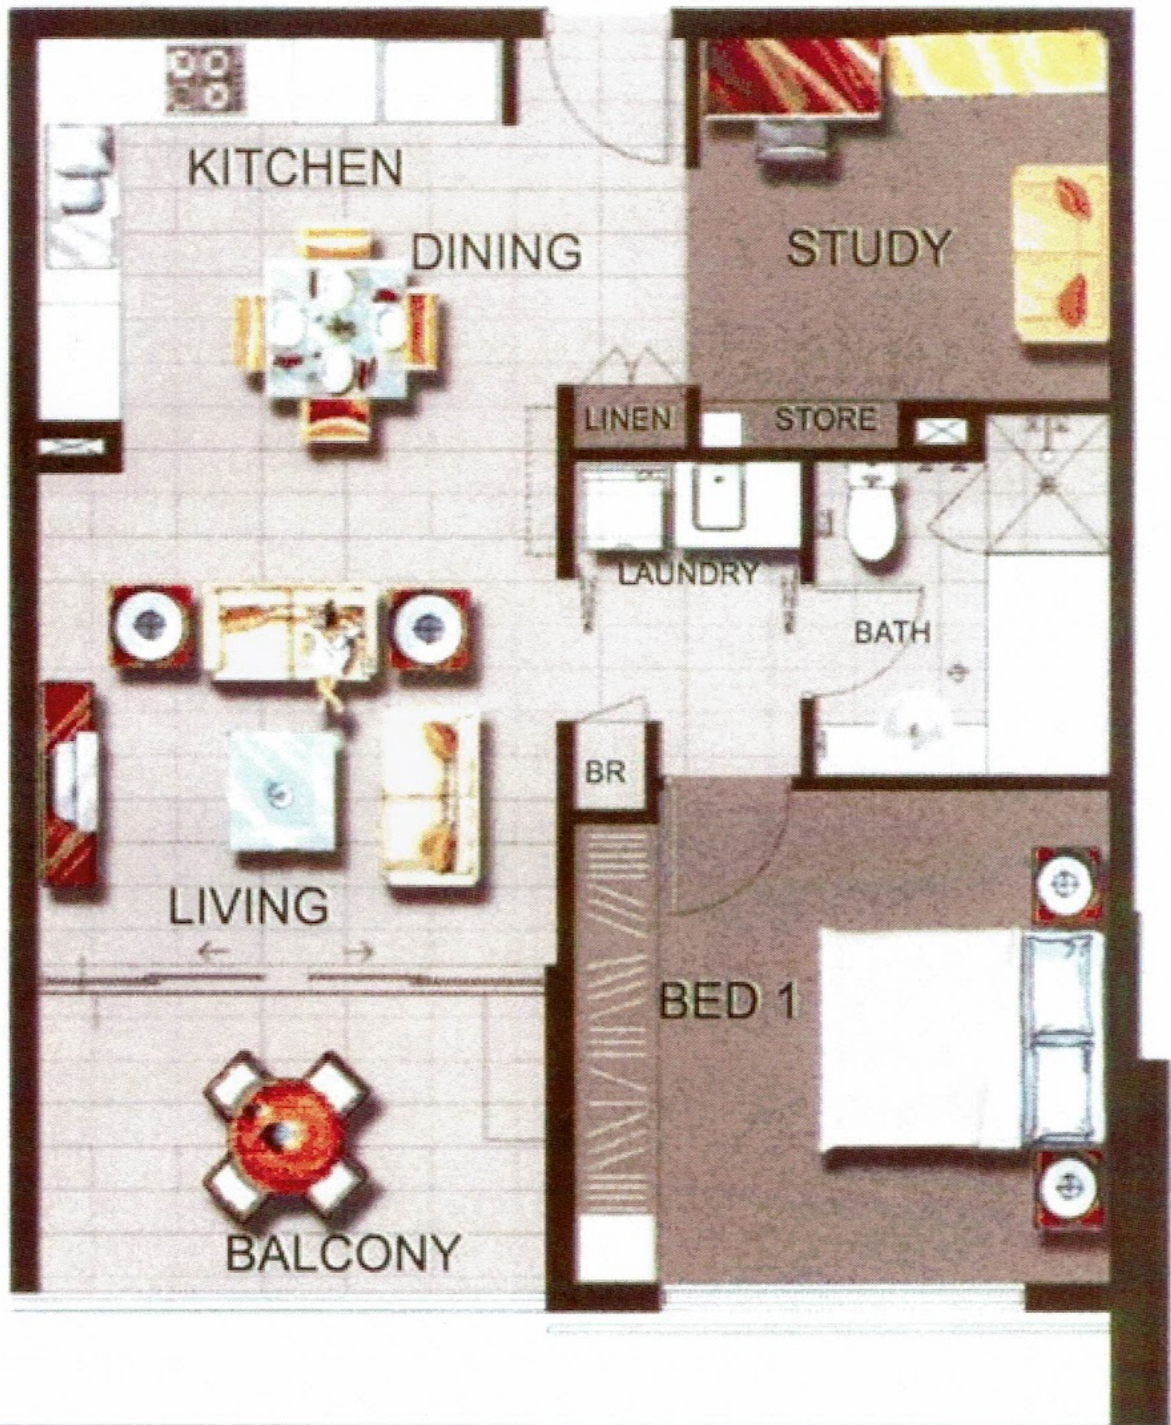 KITCHEN
DINING
STUDY
LINEN
STORE
LAUNDRY
BATH
BR
LIVING
BED 1
BALCONY